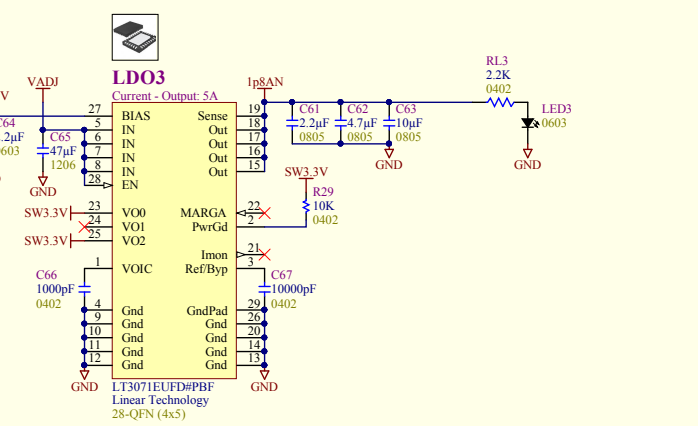 LDO3
Current - Output: 5A
VADJ
V
C64
.2µF
0603
C65
47µF
1206
GND
27 BIAS
5 IN
6 IN
7 IN
8 IN
28 EN
SW3.3V 23 VO0
24 VO1
SW3.3V 25 VO2
1 VOIC
C66
1000pF
0402
4 Gnd
9 Gnd
10 Gnd
11 Gnd
12 Gnd
GND
Sense 19
Out 18
Out 17
Out 16
Out 15
MARGA 22
PwrGd 2
Imon 21
Ref/Byp 3
GndPad 29
Gnd 26
Gnd 20
Gnd 14
Gnd 13
GND
1p8AN
C61
2.2µF
0805
C62
4.7µF
0805
C63
10µF
0805
GND
RL3
2.2K
0402
LED3
0603
GND
SW3.3V
R29
10K
0402
C67
10000pF
0402
LT3071EUFD#PBF
Linear Technology
28-QFN (4x5)